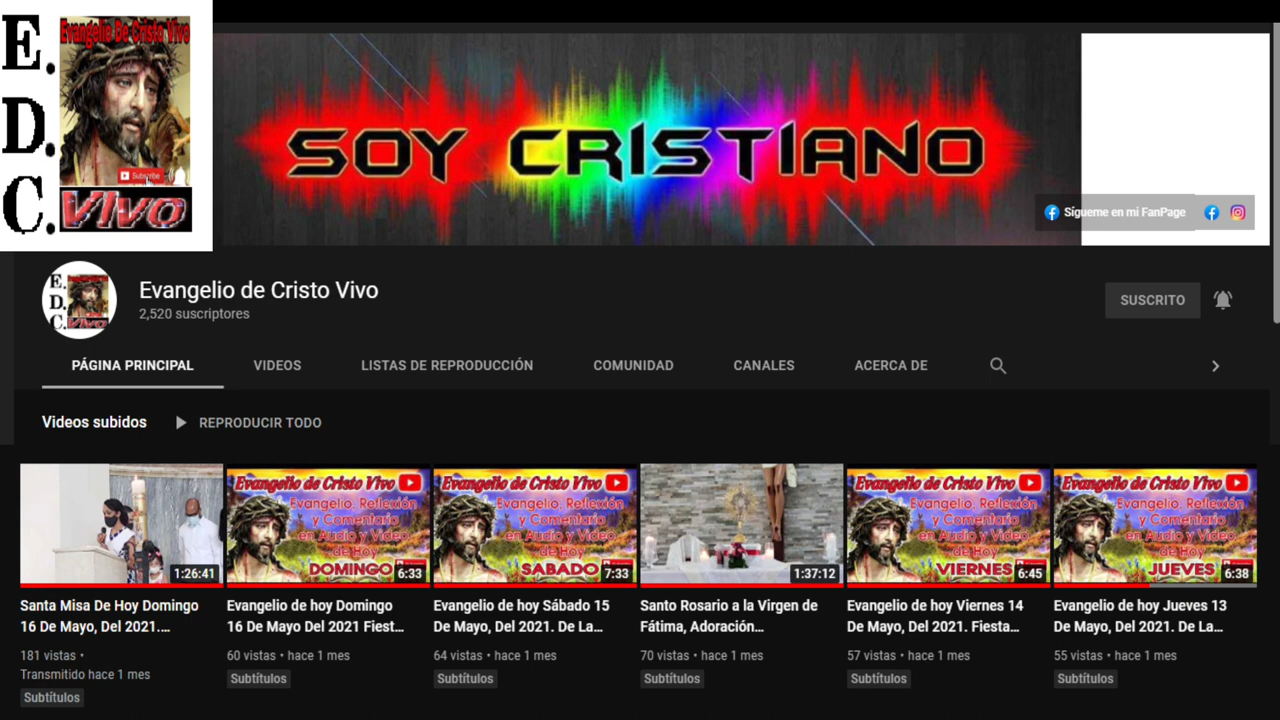 E.
D.
C.
Evangelio De Cristo Vivo
Subscribe
Vivo
SOY CRISTIANO
Sígueme en mi FanPage
E.
D.
C.
Vivo
Evangelio de Cristo Vivo
2,520 suscriptores
SUSCRITO
PÁGINA PRINCIPAL
VIDEOS
LISTAS DE REPRODUCCIÓN
COMUNIDAD
CANALES
ACERCA DE
Videos subidos
REPRODUCIR TODO
1:26:41
Santa Misa De Hoy Domingo
16 De Mayo, Del 2021....
181 vistas •
Transmitido hace 1 mes
Subtítulos
Evangelio de Cristo Vivo
Evangelio, Reflexión
y Comentario
en Audio y Video
de Hoy
DOMINGO
6:33
Evangelio de hoy Domingo
16 De Mayo Del 2021 Fiest...
60 vistas • hace 1 mes
Subtítulos
Evangelio de Cristo Vivo
Evangelio, Reflexión
y Comentario
en Audio y Video
de Hoy
SABADO
7:33
Evangelio de hoy Sábado 15
De Mayo, Del 2021. De La...
64 vistas • hace 1 mes
Subtítulos
1:37:12
Santo Rosario a la Virgen de
Fátima, Adoración...
70 vistas • hace 1 mes
Subtítulos
Evangelio de Cristo Vivo
Evangelio, Reflexión
y Comentario
en Audio y Video
de Hoy
VIERNES
6:45
Evangelio de hoy Viernes 14
De Mayo, Del 2021. Fiesta...
57 vistas • hace 1 mes
Subtítulos
Evangelio de Cristo Vivo
Evangelio, Reflexión
y Comentario
en Audio y Video
de Hoy
JUEVES
6:38
Evangelio de hoy Jueves 13
De Mayo, Del 2021. De La...
55 vistas • hace 1 mes
Subtítulos